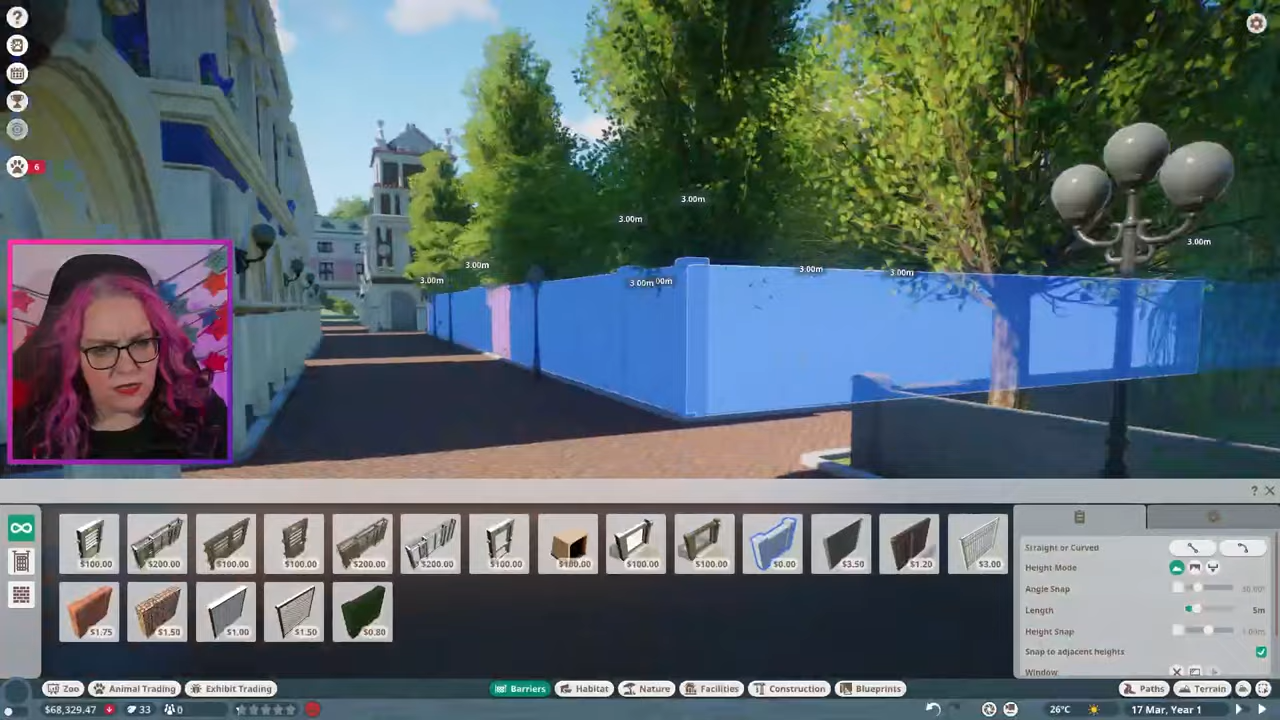 6
3.00m
3.00m
3.00m
3.00m
3.00m
3.00m
3.00m
3.00m
?
$100.00 $200.00 $100.00 $100.00 $200.00 $200.00 $100.00 $100.00 $100.00 $100.00 $0.00 $3.50 $1.20 $3.00
$1.75 $1.50 $1.00 $1.50 $0.80
Straight or Curved
Height Mode
Angle Snap
Length 5m
Height Snap 1.00m
Snap to adjacent heights
Window
Zoo Animal Trading Exhibit Trading Barriers Habitat Nature Facilities Construction Blueprints Paths Terrain
$68,329.47 33 0 26°C 17 Mar, Year 1